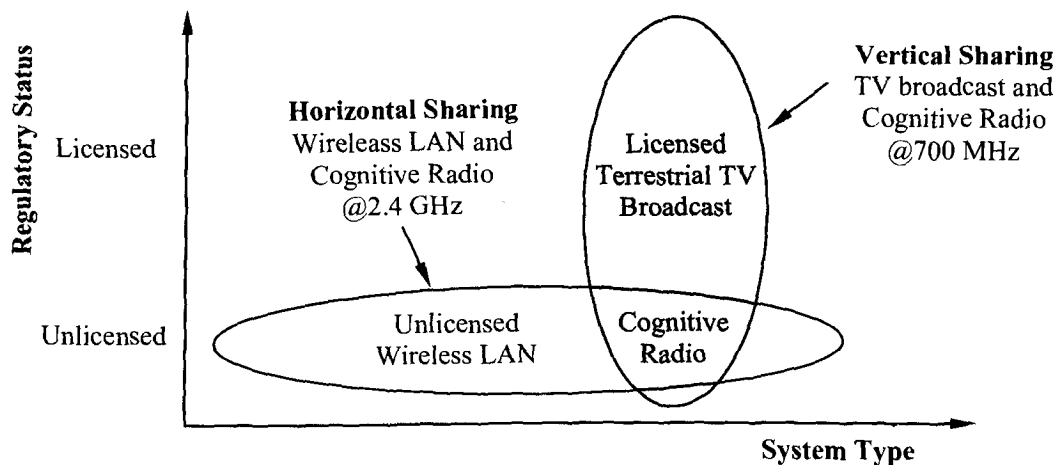 Regulatory Status
Licensed
Unlicensed
Horizontal Sharing
Wireleass LAN and
Cognitive Radio
@2.4 GHz
Vertical Sharing
TV broadcast and
Cognitive Radio
@700 MHz
Licensed
Terrestrial TV
Broadcast
Unlicensed
Wireless LAN
Cognitive
Radio
System Type